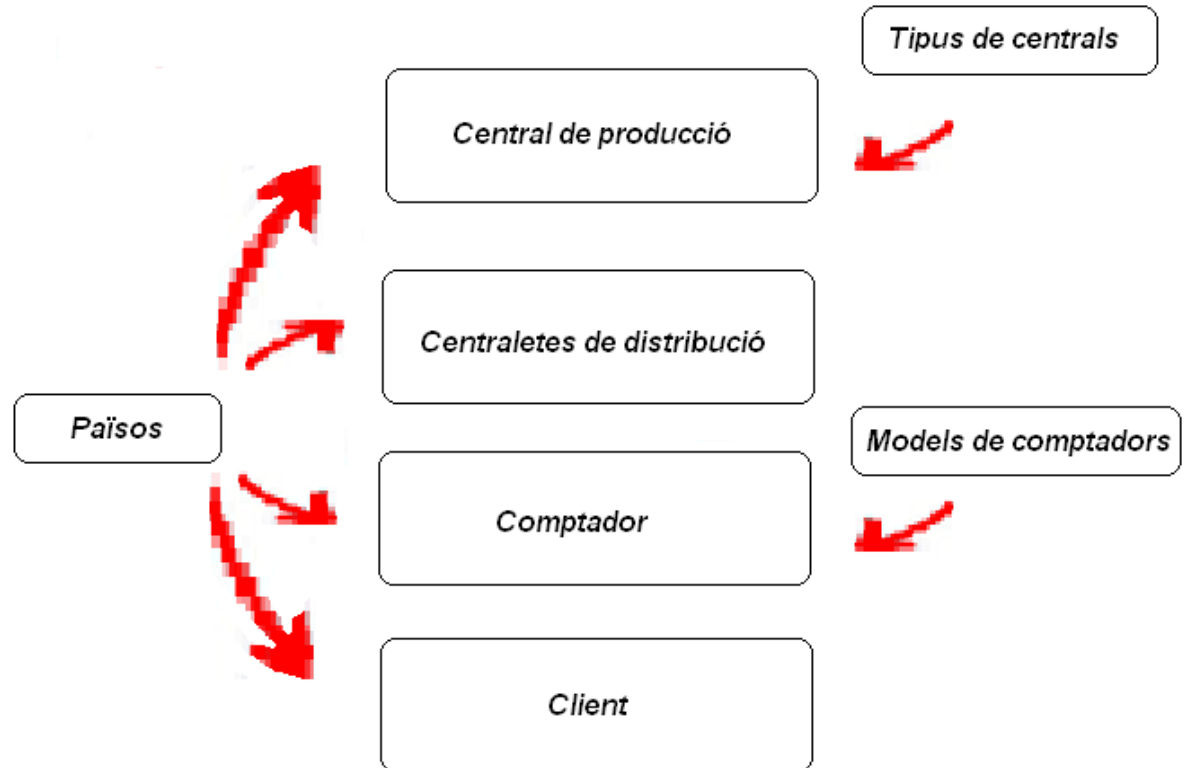 Tipus de centrals
Central de producció
Centraletes de distribució
Països
Models de comptadors
Comptador
Client